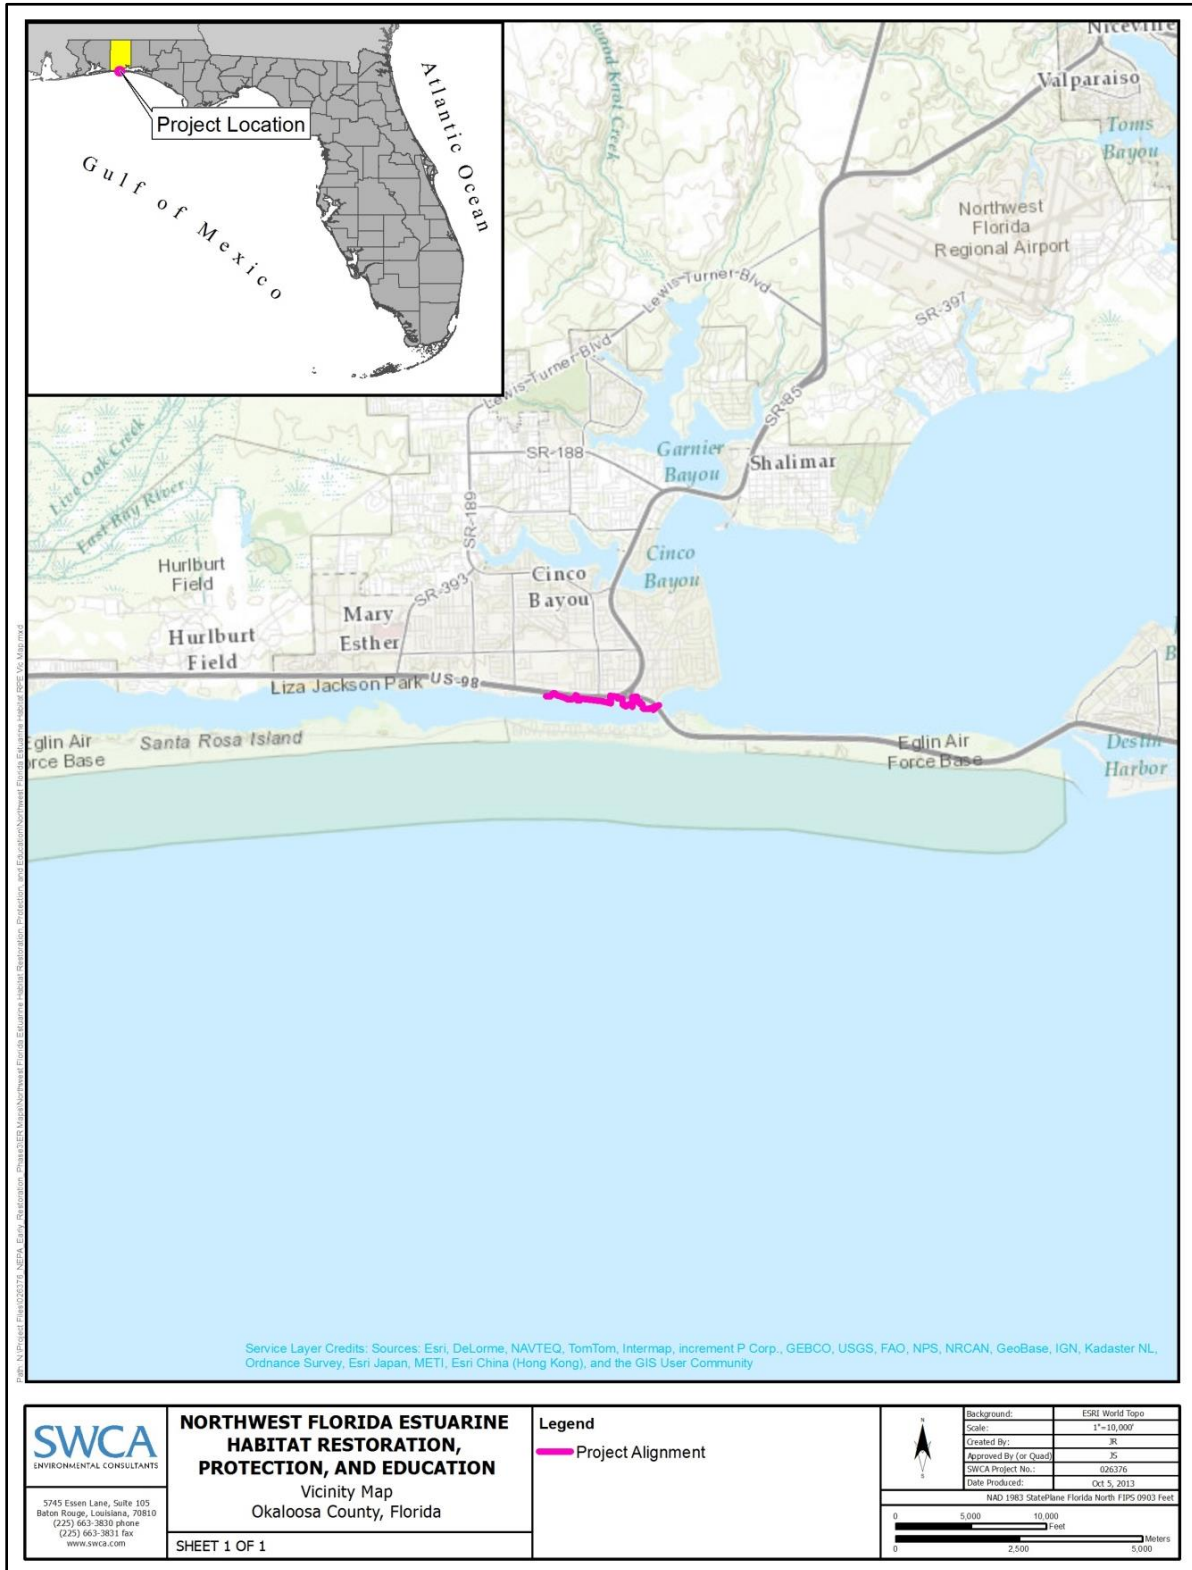 Project Location
Gulf of Mexico
Atlantic Ocean
Niceville
Valparaiso
Toms
Bayou
Northwest
Florida
Regional Airport
Lewis-Turner-Blvd
Lewis-Turner-Blvd
SR-397
SR-85
SR-188
Garnier
Bayou
Shalimar
Live Oak Creek
East Bay River
SR-189
Hurlburt
Field
Cinco
Bayou
Cinco
Bayou
SR-393
Mary
Esther
Hurlburt
Field
Liza Jackson Park
US-98
Eglin Air
Force Base
Santa Rosa Island
Eglin Air
Force Base
Destin
Harbor
Service Layer Credits: Sources: Esri, DeLorme, NAVTEQ, TomTom, Intermap, increment P Corp., GEBCO, USGS, FAO, NPS, NRCAN, GeoBase, IGN, Kadaster NL,
Ordnance Survey, Esri Japan, METI, Esri China (Hong Kong), and the GIS User Community
SWCA
ENVIRONMENTAL CONSULTANTS
5745 Essen Lane, Suite 105
Baton Rouge, Louisiana, 70810
(225) 663-3830 phone
(225) 663-3831 fax
www.swca.com
NORTHWEST FLORIDA ESTUARINE
HABITAT RESTORATION,
PROTECTION, AND EDUCATION
Vicinity Map
Okaloosa County, Florida
SHEET 1 OF 1
Legend
Project Alignment
N
S
Background: ESRI World Topo
Scale: 1"=10,000'
Created By: JR
Approved By (or Quad) JS
SWCA Project No.: 026376
Date Produced: Oct 5, 2013
NAD 1983 StatePlane Florida North FIPS 0903 Feet
0 5,000 10,000
Feet
Meters
0 2,500 5,000